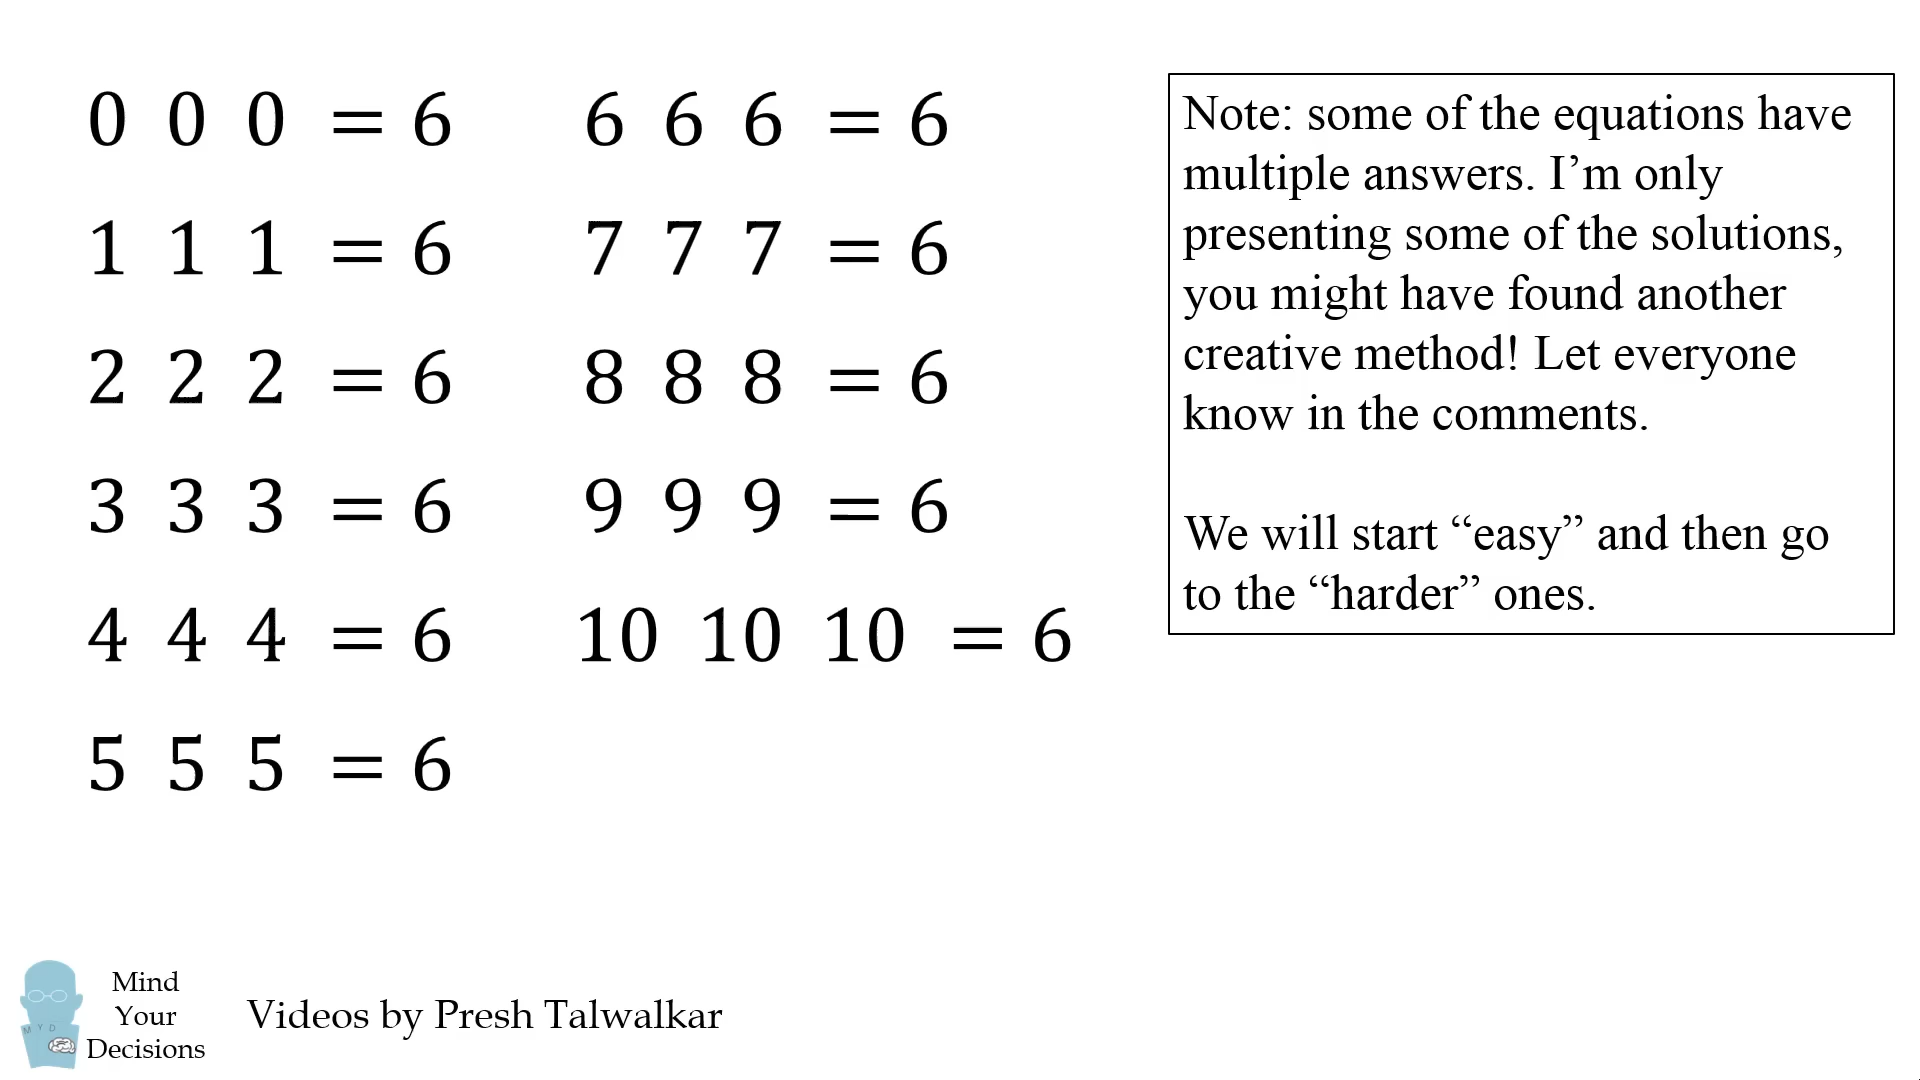 0 0 0 = 6
1 1 1 = 6
2 2 2 = 6
3 3 3 = 6
4 4 4 = 6
5 5 5 = 6
6 6 6 = 6
7 7 7 = 6
8 8 8 = 6
9 9 9 = 6
10 10 10 = 6
Note: some of the equations have
multiple answers. I’m only
presenting some of the solutions,
you might have found another
creative method! Let everyone
know in the comments.
We will start “easy” and then go
to the “harder” ones.
M Y D
Mind
Your
Decisions
Videos by Presh Talwalkar